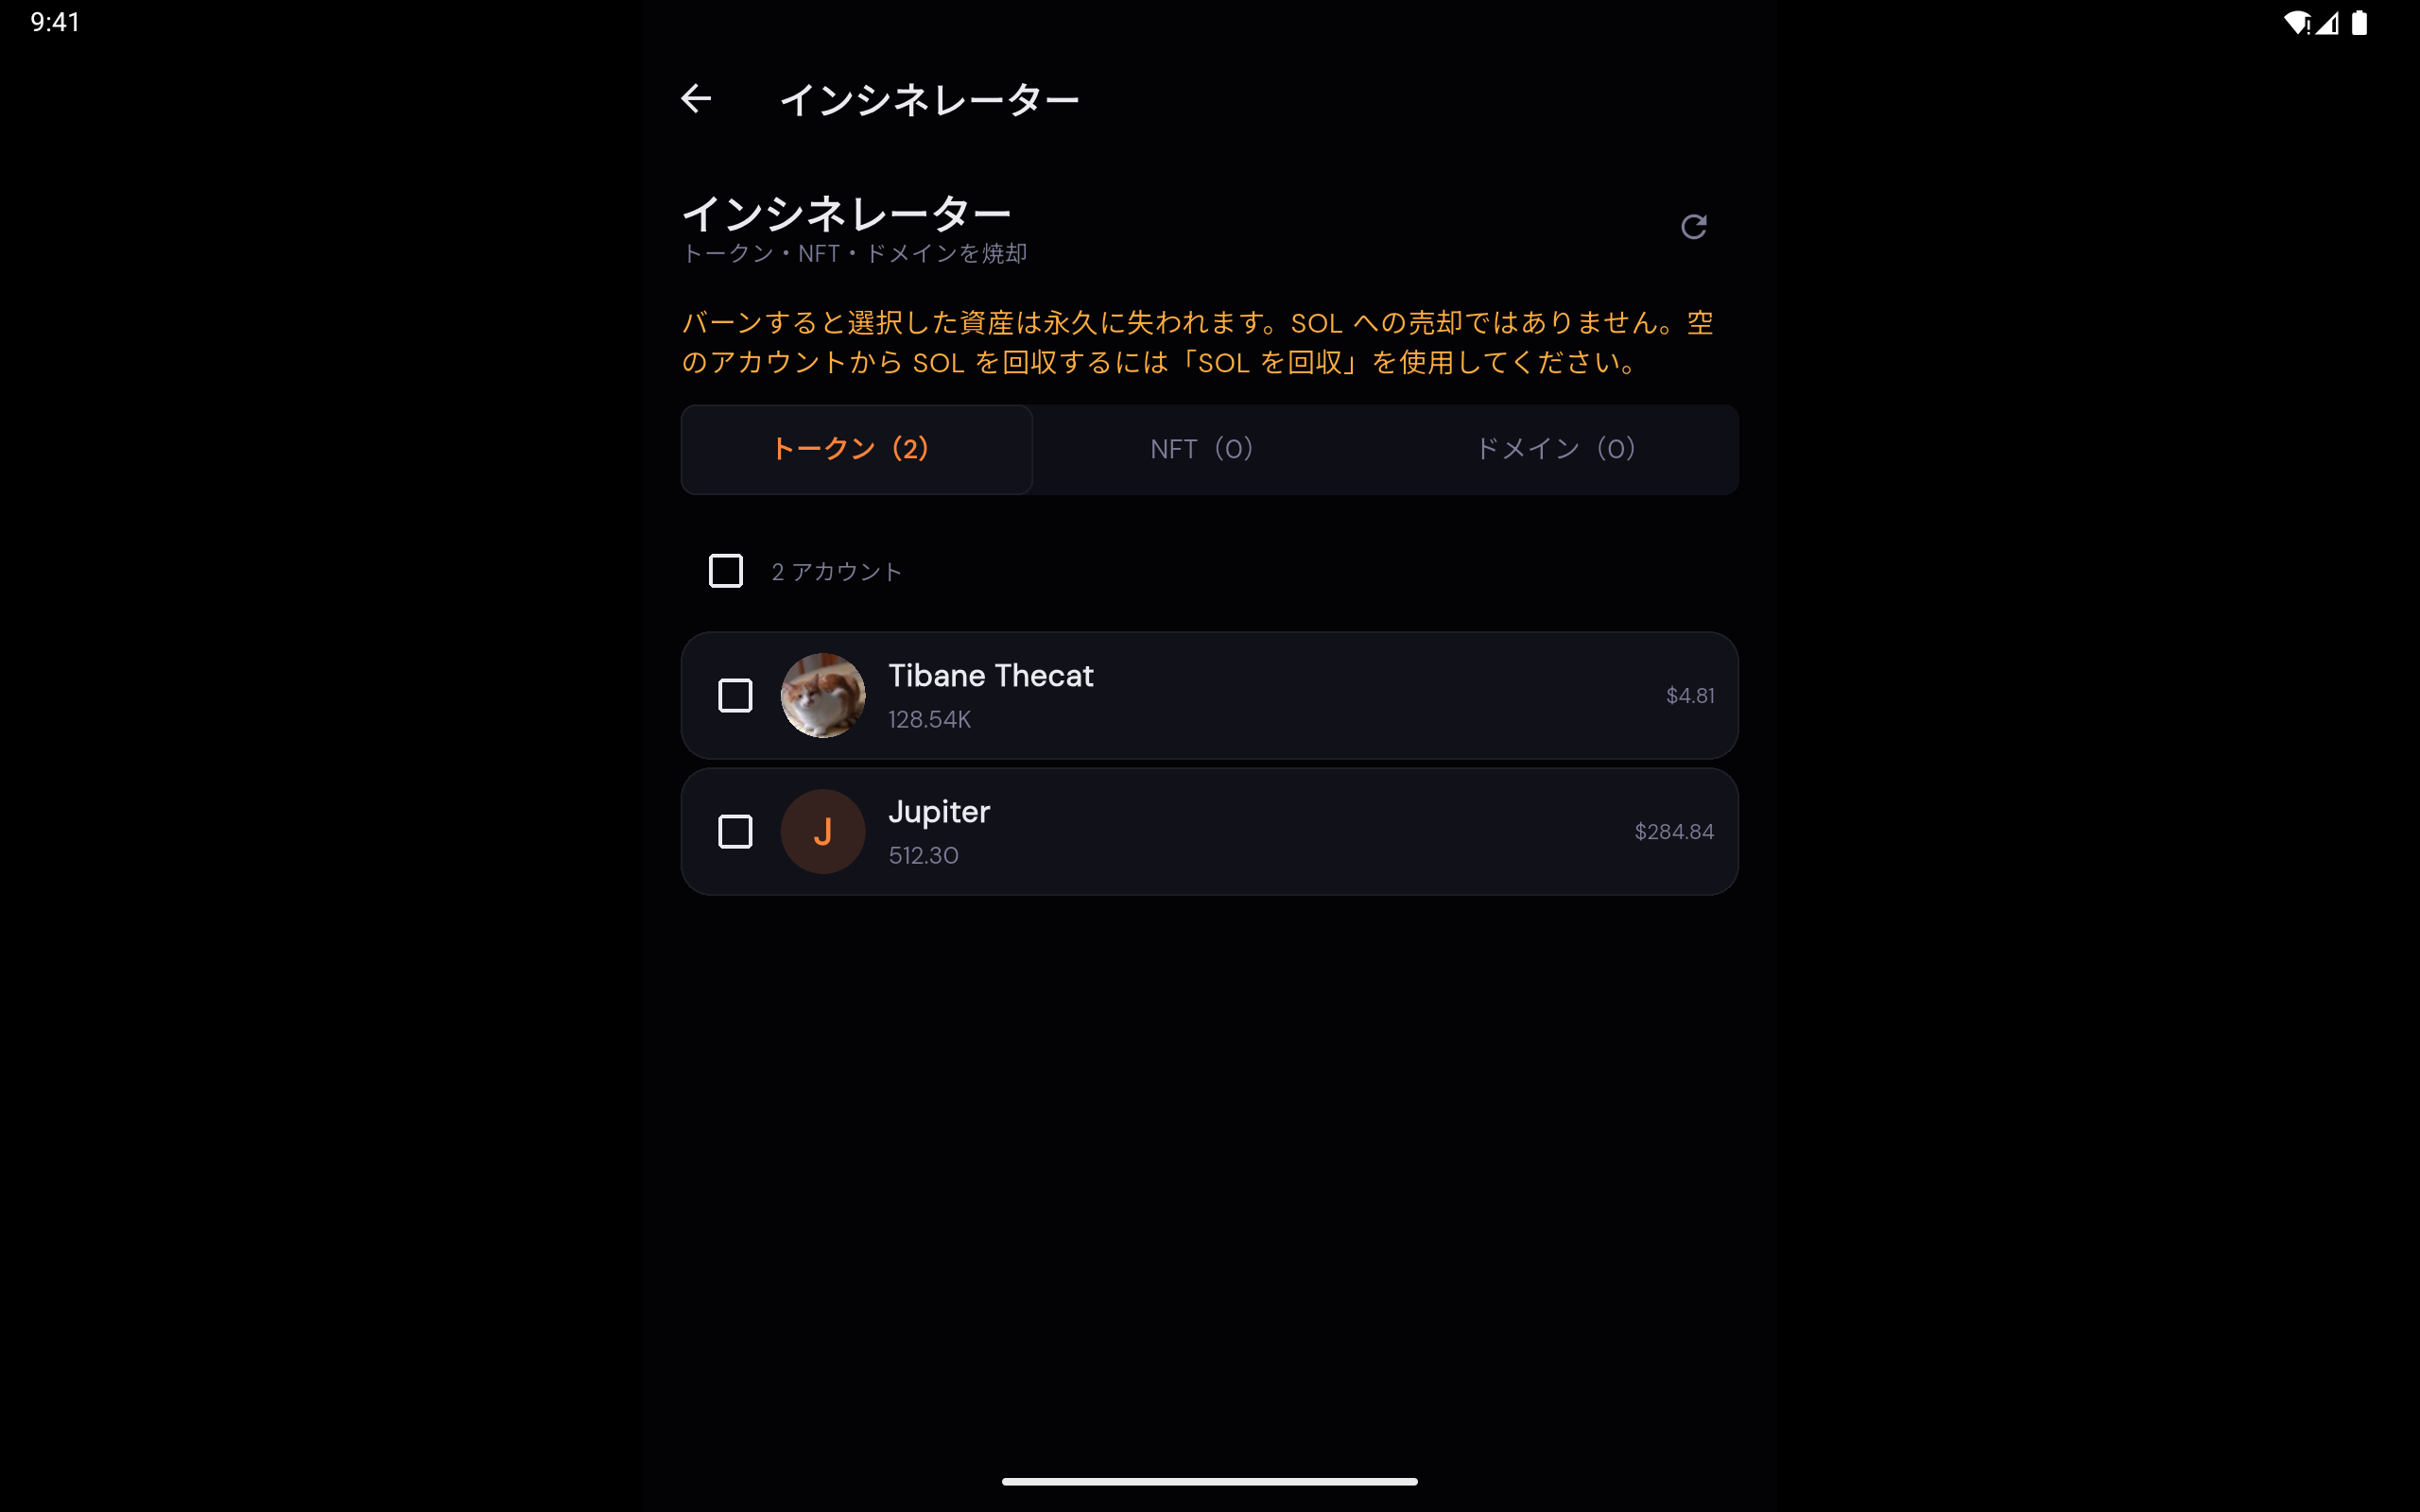 9:41
インシネレーター
インシネレーター
トークン・NFT・ドメインを焼却
バーンすると選択した資産は永久に失われます。SOL への売却ではありません。空
のアカウントから SOL を回収するには「SOL を回収」を使用してください。
トークン（2）
NFT（0）
ドメイン（0）
2 アカウント
Tibane Thecat
128.54K
$4.81
J
Jupiter
512.30
$284.84